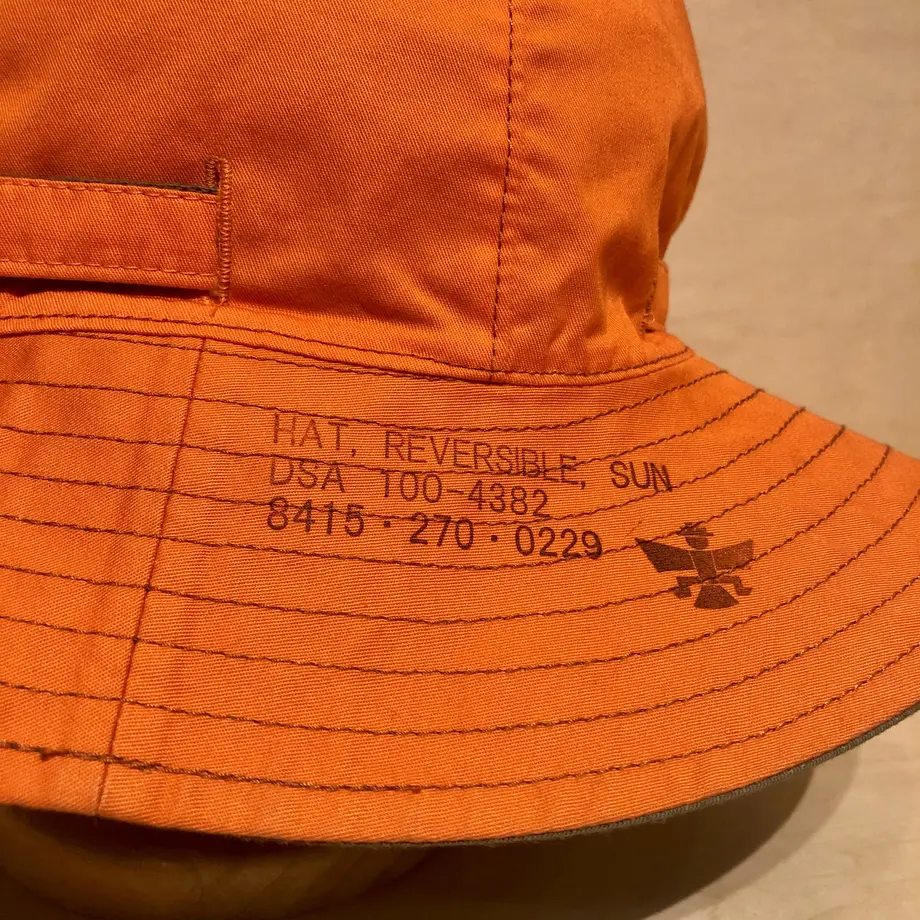 HAT, REVERSIBLE, SUN
DSA 100-4382
8415・270・0229